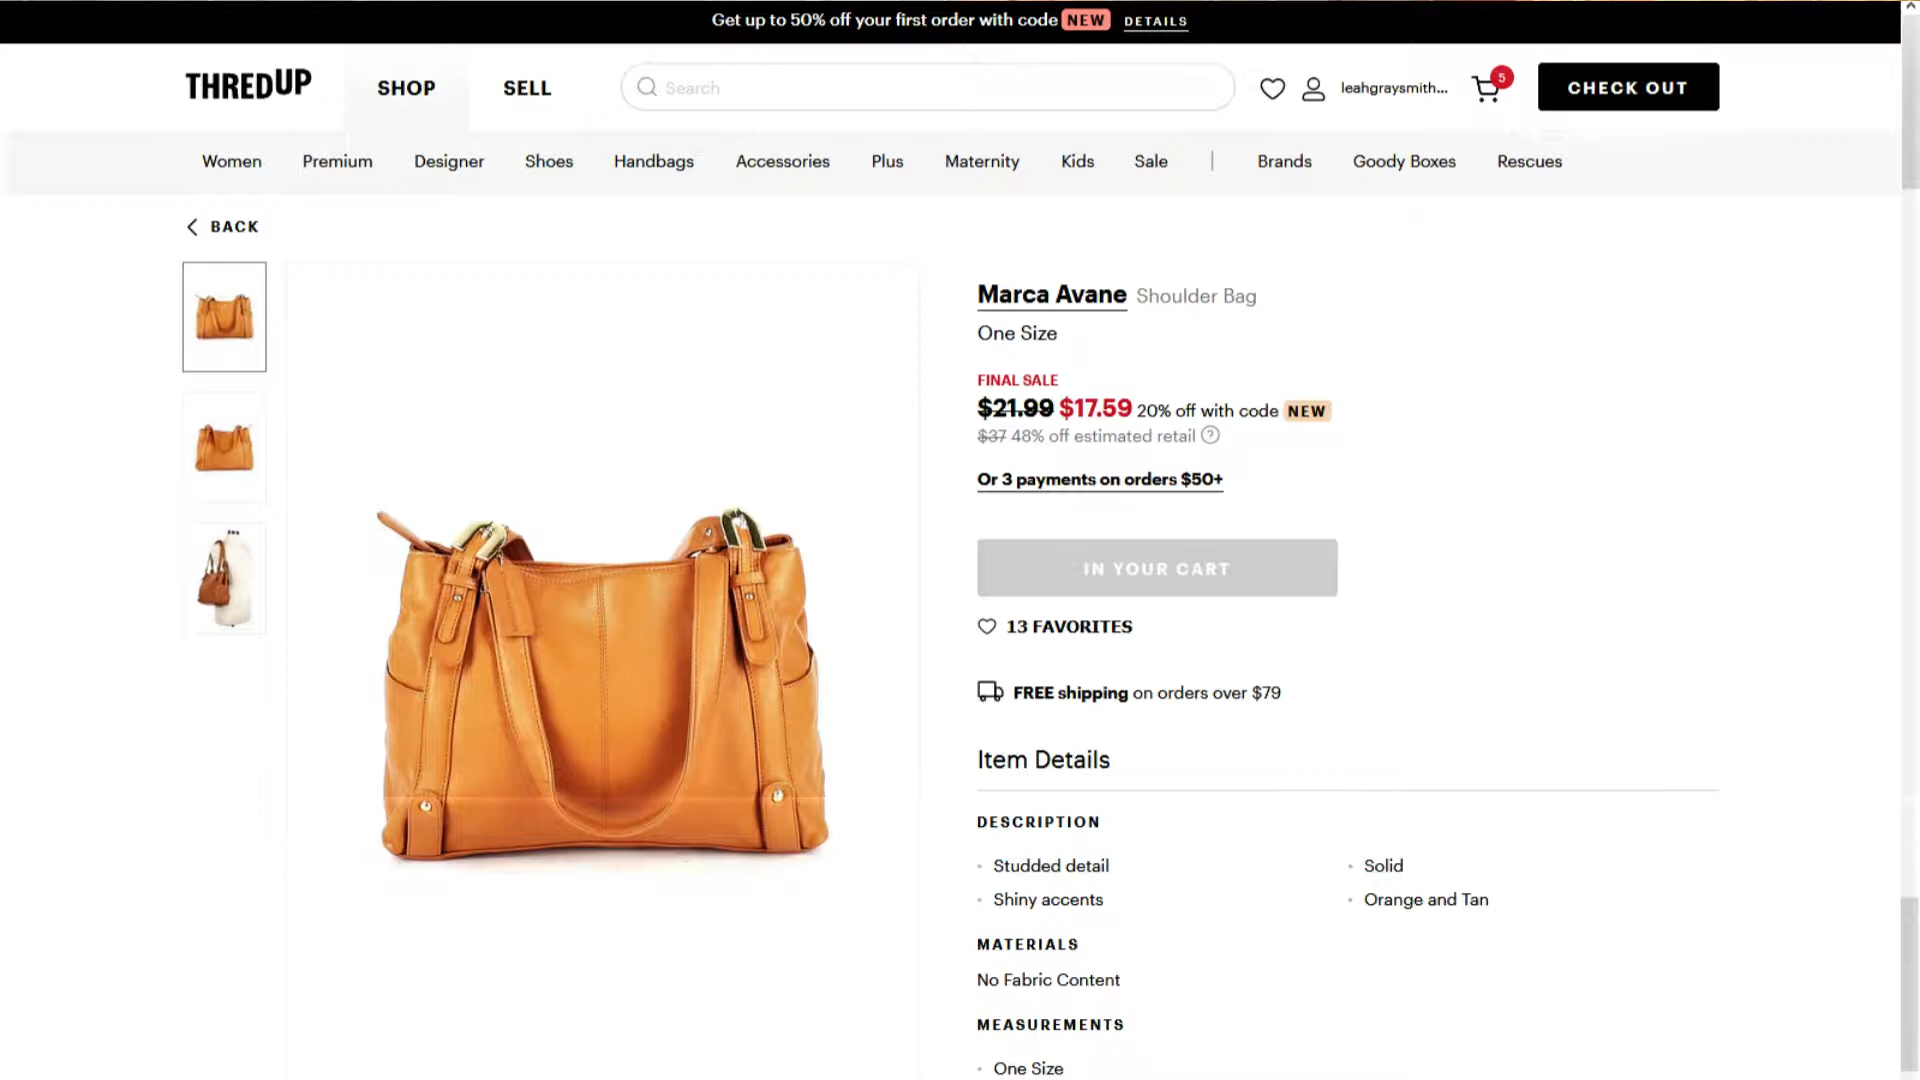 Get up to 50% off your first order with code NEW DETAILS
THREDUP SHOP SELL Search leahgraysmith... 5 CHECK OUT
Women Premium Designer Shoes Handbags Accessories Plus Maternity Kids Sale | Brands Goody Boxes Rescues
BACK
Marca Avane Shoulder Bag
One Size
FINAL SALE
$21.99 $17.59 20% off with code NEW
$37 48% off estimated retail ?
Or 3 payments on orders $50+
IN YOUR CART
13 FAVORITES
FREE shipping on orders over $79
Item Details
DESCRIPTION
Studded detail
Solid
Shiny accents
Orange and Tan
MATERIALS
No Fabric Content
MEASUREMENTS
One Size